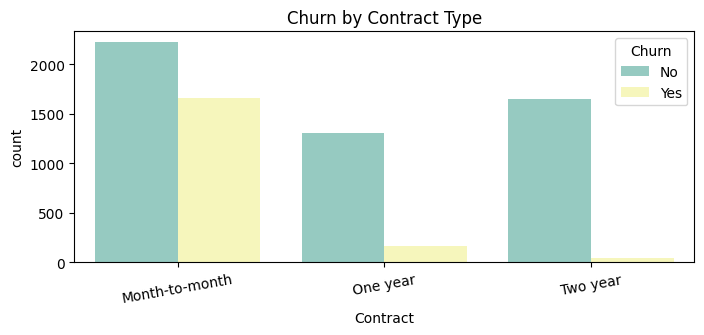 Churn by Contract Type
Churn
No
Yes
count
2000
1500
1000
500
0
Month-to-month
One year
Two year
Contract